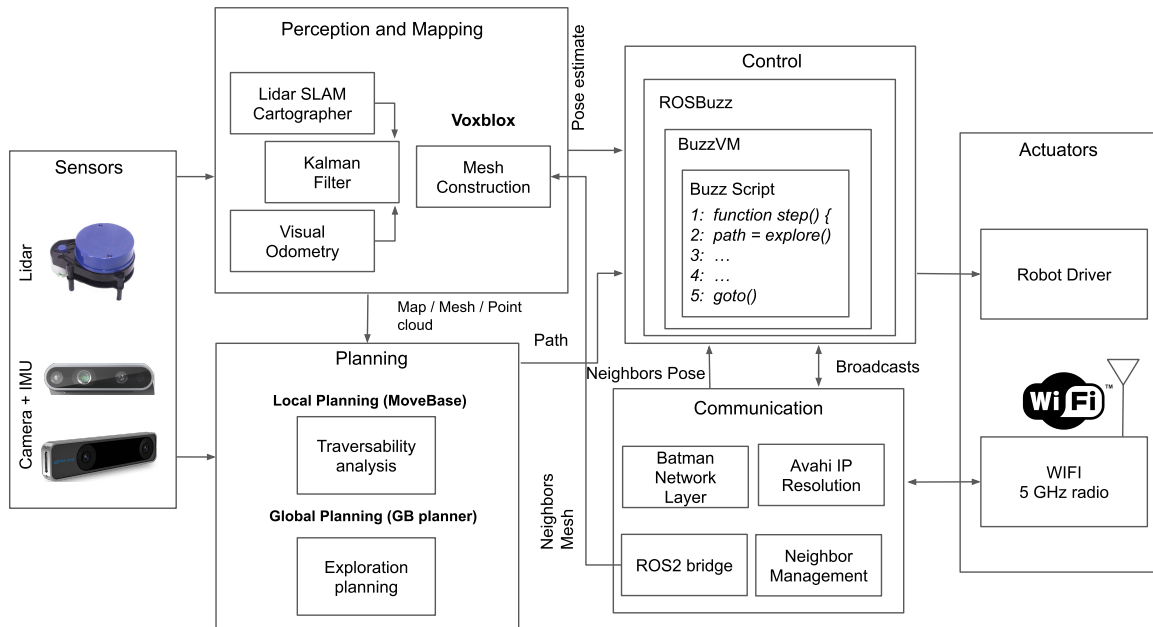 Sensors
Lidar
Camera + IMU
Perception and Mapping
Lidar SLAM
Cartographer
Kalman
Filter
Visual
Odometry
Voxblox
Mesh
Construction
Pose estimate
Map / Mesh / Point
cloud
Planning
Local Planning (MoveBase)
Traversability
analysis
Global Planning (GB planner)
Exploration
planning
Path
Neighbors
Mesh
Control
ROSBuzz
BuzzVM
Buzz Script
1: function step() {
2: path = explore()
3: …
4: …
5: goto()
Neighbors Pose
Broadcasts
Communication
Batman
Network
Layer
Avahi IP
Resolution
ROS2 bridge
Neighbor
Management
Actuators
Robot Driver
Wi Fi ™
WIFI
5 GHz radio